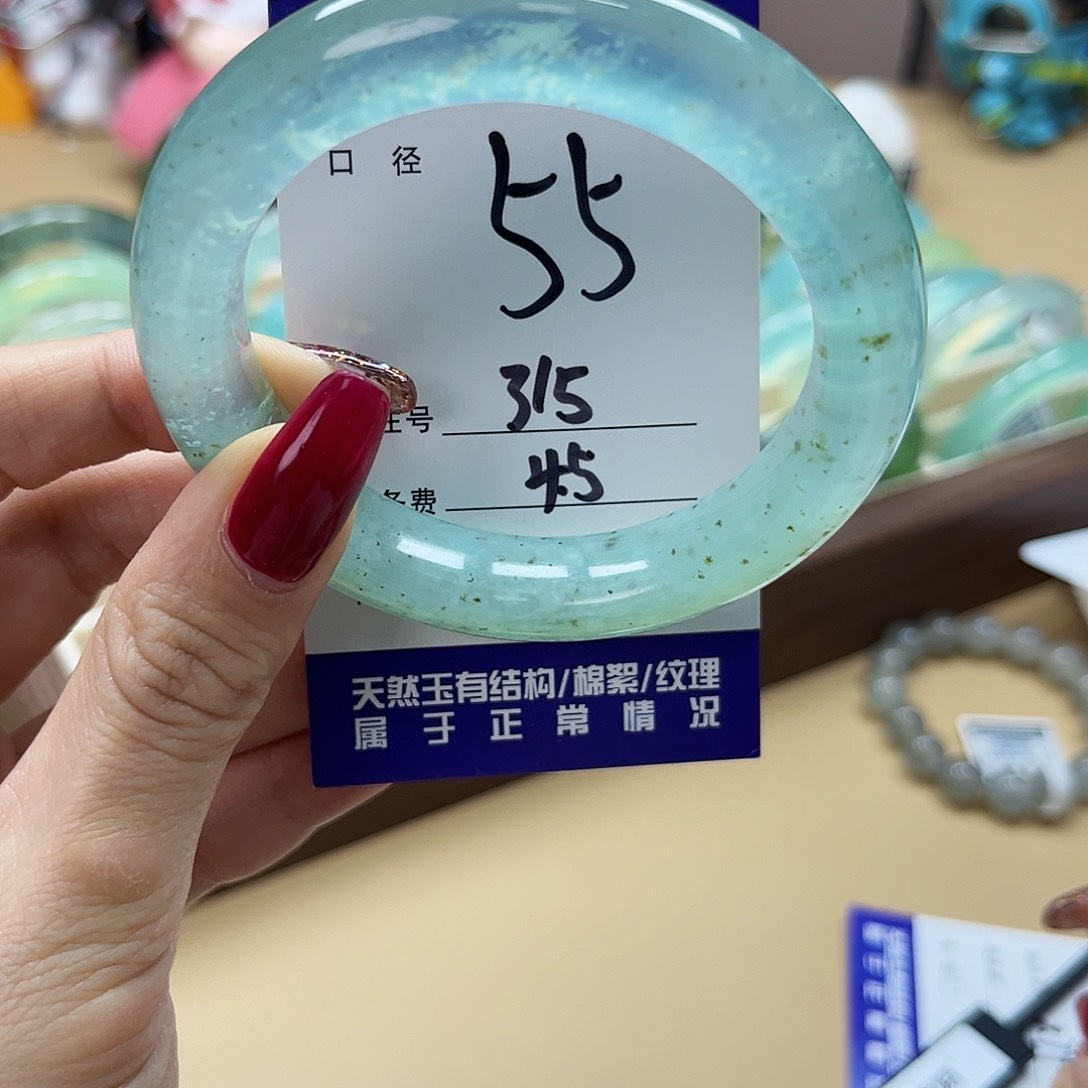 口 径 55
号 315
费 45
天然玉有结构/棉絮/纹理
属 于 正 常 情 况